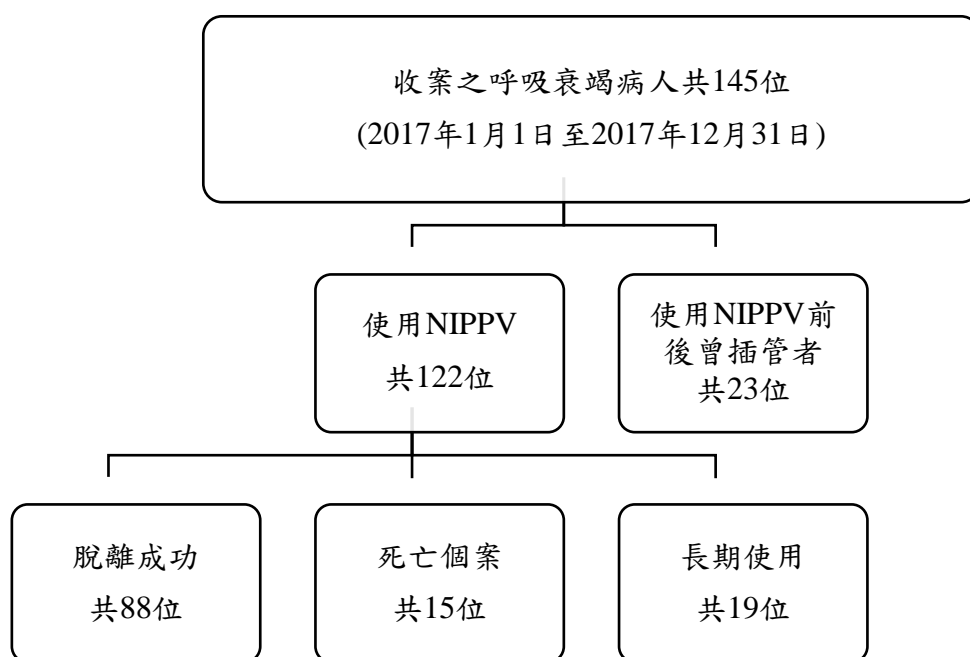 收案之呼吸衰竭病人共145位
(2017年1月1日至2017年12月31日)
使用NIPPV
共122位
使用NIPPV前
後曾插管者
共23位
脫離成功
共88位
死亡個案
共15位
長期使用
共19位